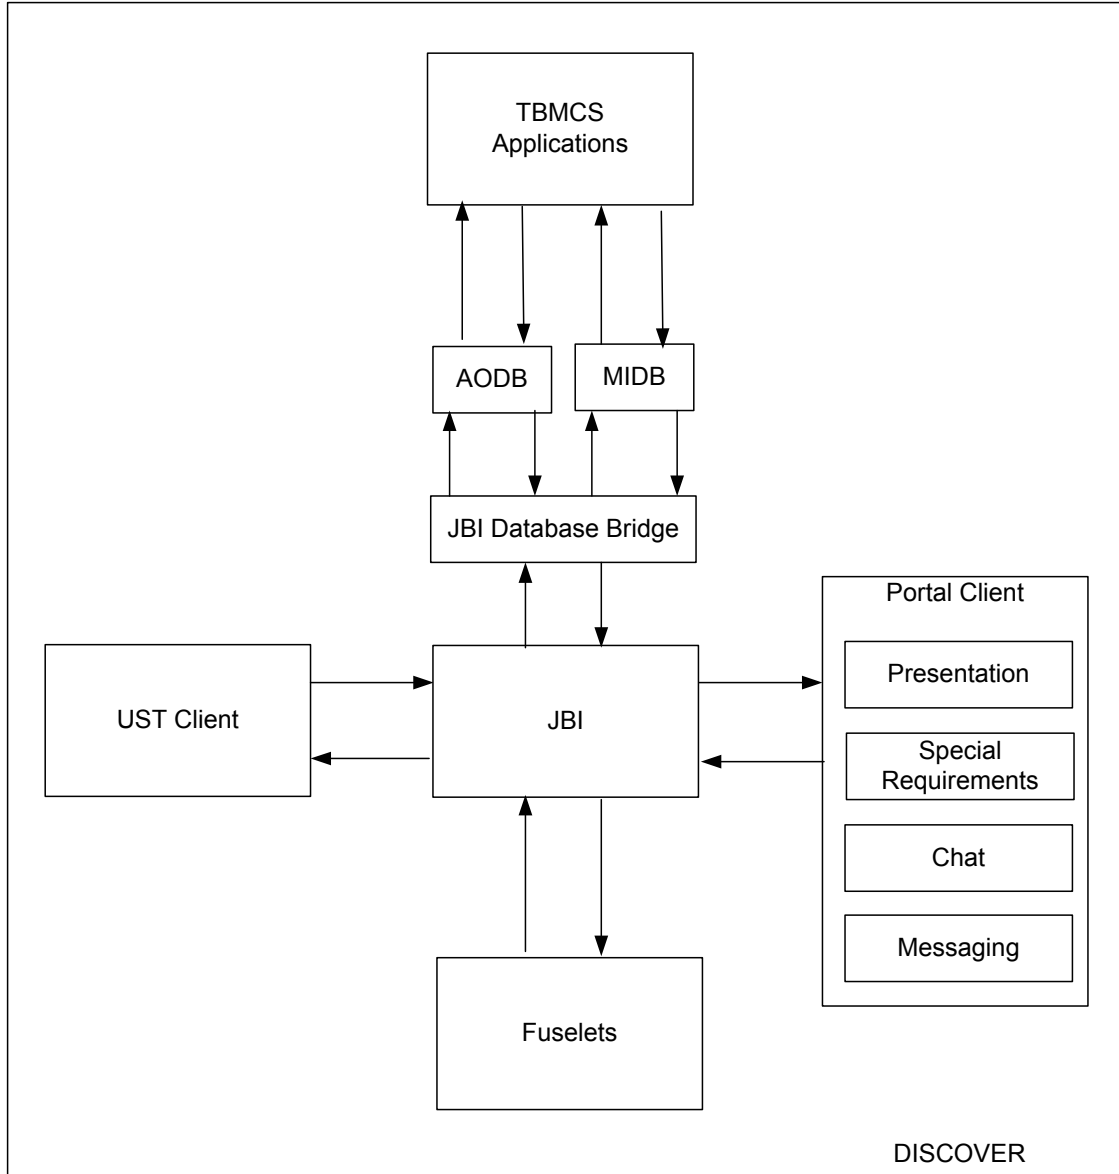 TBMCS
Applications
AODB
MIDB
JBI Database Bridge
Portal Client
Presentation
UST Client
JBI
Special
Requirements
Chat
Messaging
Fuselets
DISCOVER